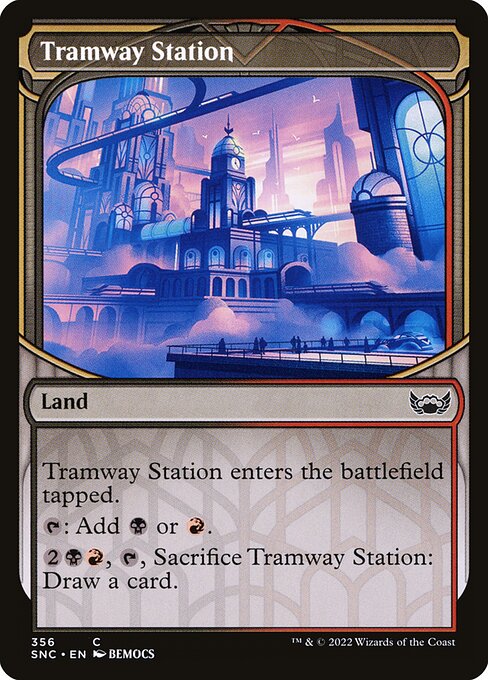 Tramway Station
Land
Tramway Station enters the battlefield
tapped.
: Add or .
2, , Sacrifice Tramway Station:
Draw a card.
356 C
SNC • EN BEMOCS
™ & © 2022 Wizards of the Coast